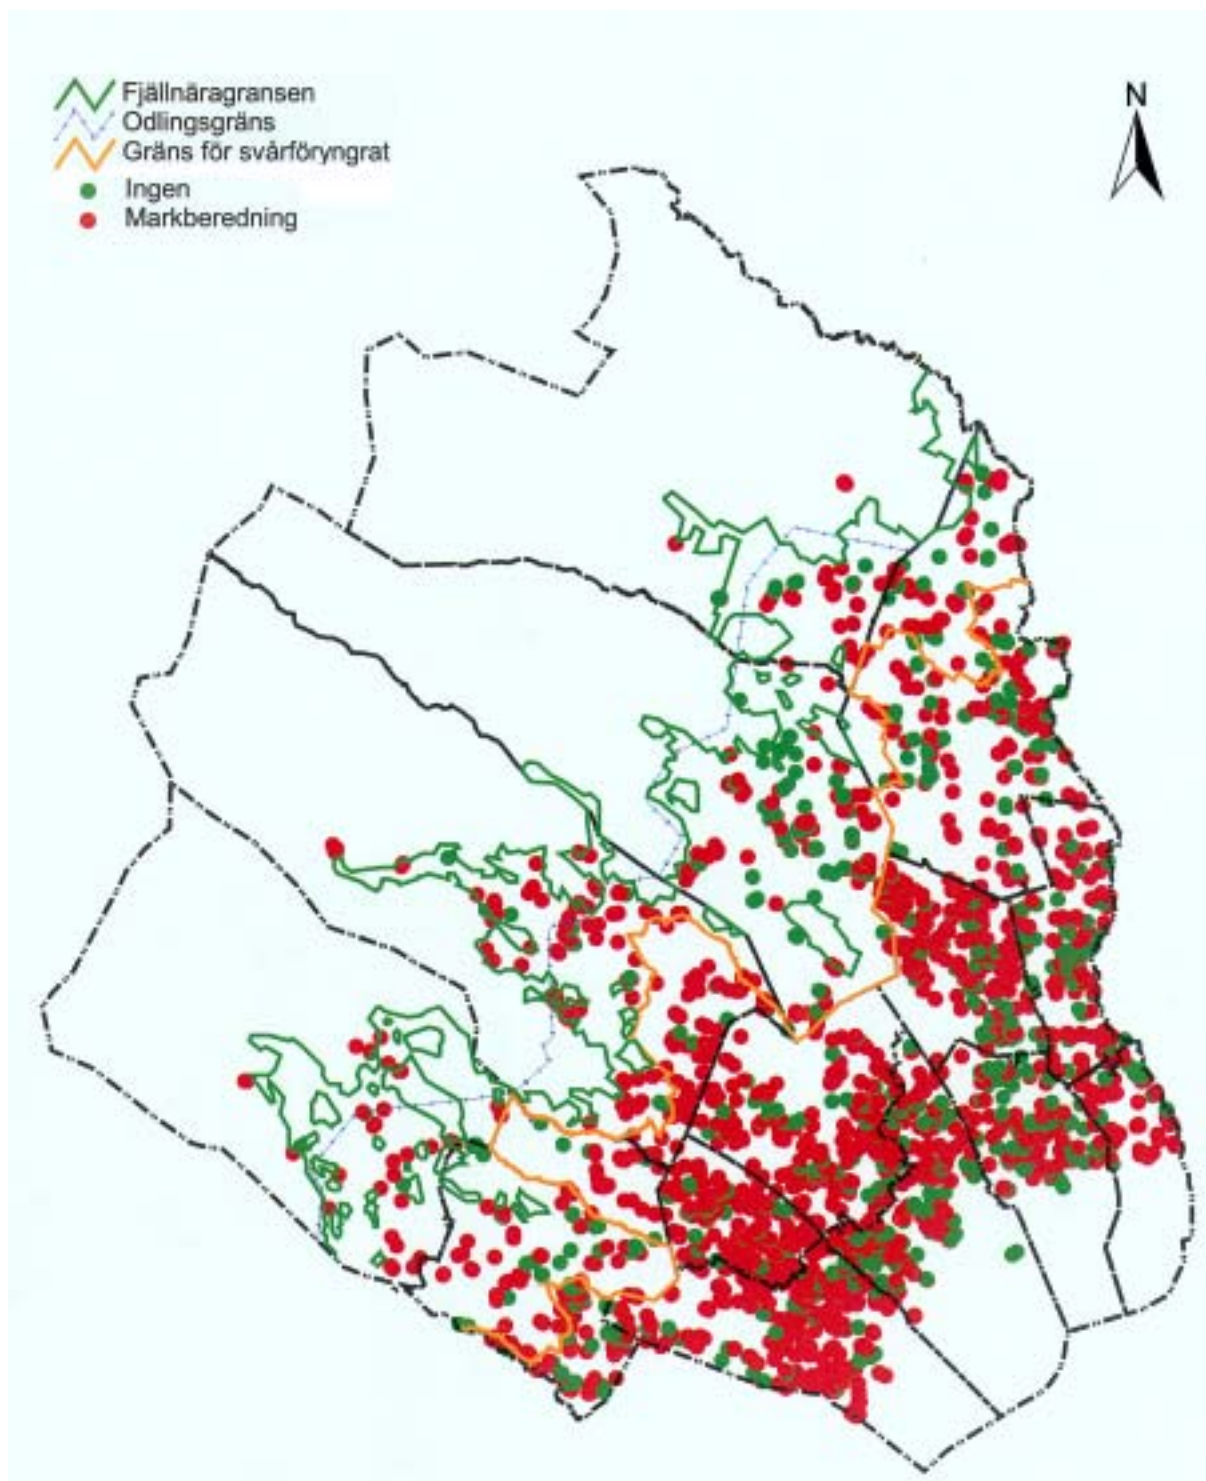 Fjällnäragransen
Odlingsgräns
Gräns för svårföryngrat
Ingen
Markberedning
N